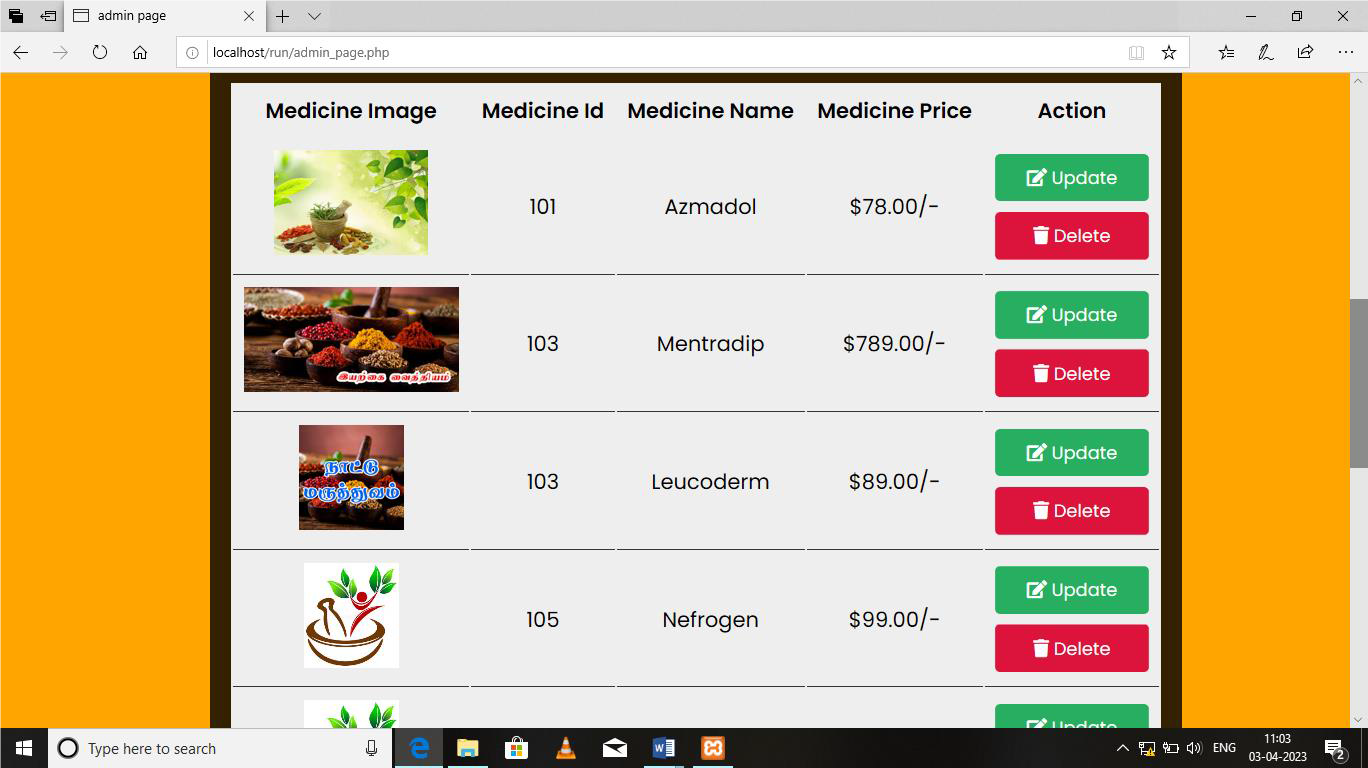 admin page
localhost/run/admin_page.php
Medicine Image Medicine Id Medicine Name Medicine Price Action
101 Azmadol $78.00/- Update
Delete
இயற்கை வைத்தியம்
103 Mentradip $789.00/- Update
Delete
நாட்டு
மருத்துவம்
103 Leucoderm $89.00/- Update
Delete
105 Nefrogen $99.00/- Update
Delete
Update
Type here to search
ENG
11:03
03-04-2023
2